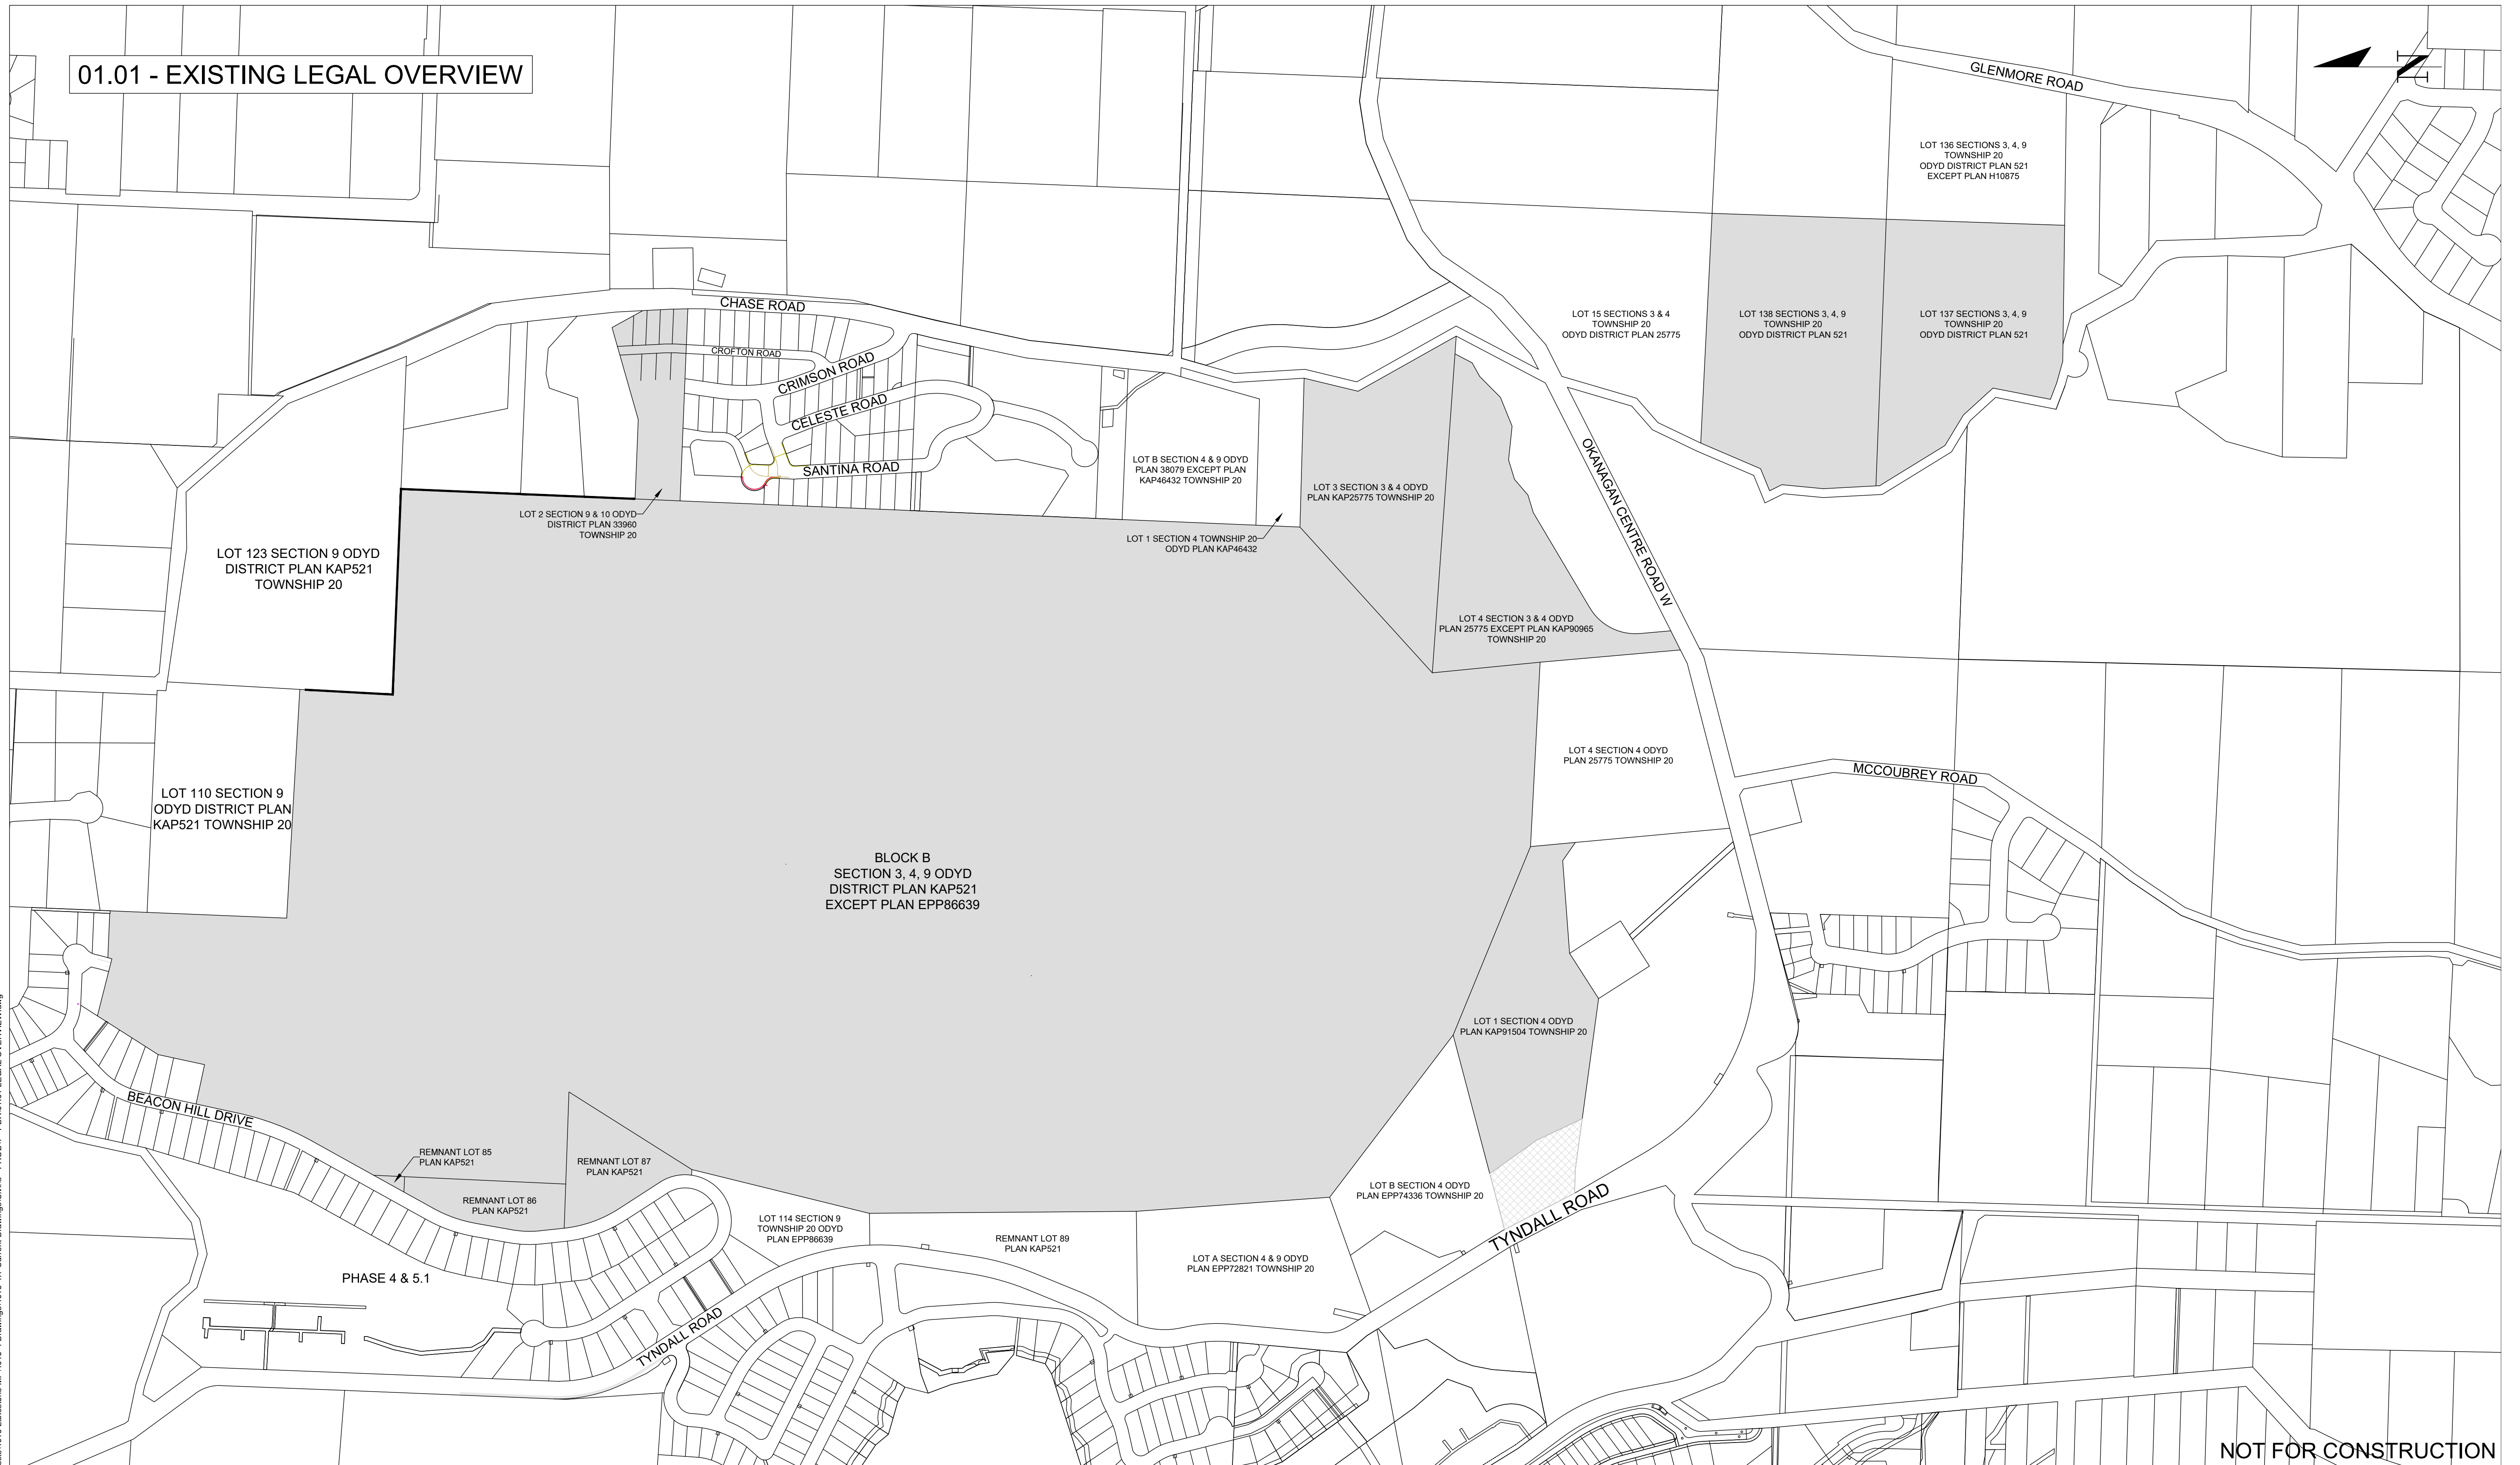 01.01 - EXISTING LEGAL OVERVIEW
GLENMORE ROAD
LOT 136 SECTIONS 3, 4, 9
TOWNSHIP 20
ODYD DISTRICT PLAN 521
EXCEPT PLAN H10875
CHASE ROAD
LOT 15 SECTIONS 3 & 4
TOWNSHIP 20
ODYD DISTRICT PLAN 25775
LOT 138 SECTIONS 3, 4, 9
TOWNSHIP 20
ODYD DISTRICT PLAN 521
LOT 137 SECTIONS 3, 4, 9
TOWNSHIP 20
ODYD DISTRICT PLAN 521
CROFTON ROAD
CRIMSON ROAD
CELESTE ROAD
SANTINA ROAD
LOT B SECTION 4 & 9 ODYD
PLAN 38079 EXCEPT PLAN
KAP46432 TOWNSHIP 20
LOT 3 SECTION 3 & 4 ODYD
PLAN KAP25775 TOWNSHIP 20
OKANAGAN CENTRE ROAD W
LOT 2 SECTION 9 & 10 ODYD
DISTRICT PLAN 33960
TOWNSHIP 20
LOT 1 SECTION 4 TOWNSHIP 20
ODYD PLAN KAP46432
LOT 123 SECTION 9 ODYD
DISTRICT PLAN KAP521
TOWNSHIP 20
LOT 4 SECTION 3 & 4 ODYD
PLAN 25775 EXCEPT PLAN KAP90965
TOWNSHIP 20
LOT 4 SECTION 4 ODYD
PLAN 25775 TOWNSHIP 20
MCCOUBREY ROAD
LOT 110 SECTION 9
ODYD DISTRICT PLAN
KAP521 TOWNSHIP 20
BLOCK B
SECTION 3, 4, 9 ODYD
DISTRICT PLAN KAP521
EXCEPT PLAN EPP86639
LOT 1 SECTION 4 ODYD
PLAN KAP91504 TOWNSHIP 20
BEACON HILL DRIVE
REMNANT LOT 85
PLAN KAP521
REMNANT LOT 87
PLAN KAP521
REMNANT LOT 86
PLAN KAP521
LOT B SECTION 4 ODYD
PLAN EPP74336 TOWNSHIP 20
TYNDALL ROAD
LOT 114 SECTION 9
TOWNSHIP 20 ODYD
PLAN EPP86639
REMNANT LOT 89
PLAN KAP521
LOT A SECTION 4 & 9 ODYD
PLAN EPP72821 TOWNSHIP 20
PHASE 4 & 5.1
TYNDALL ROAD
NOT FOR CONSTRUCTION